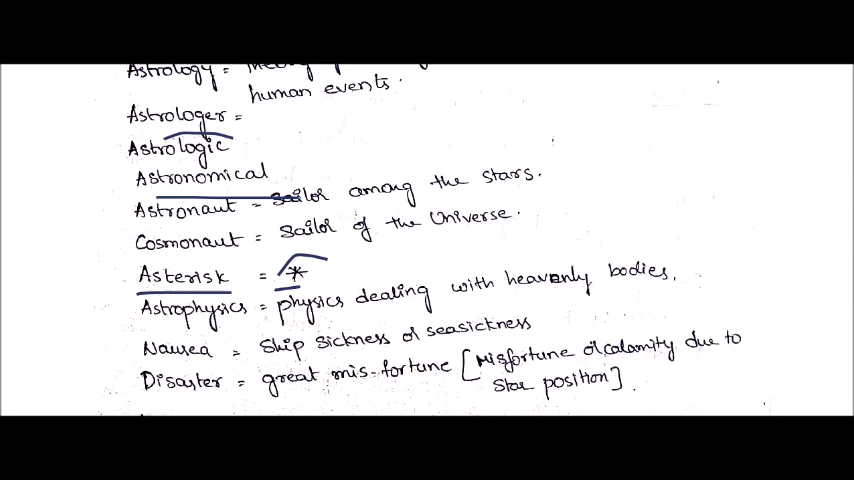 Astrology =
human events.
Astrologer =
Astrologic
Astronomical
Astronaut = sailor among the stars.
Cosmonaut = sailor of the Universe.
Asterisk = *
Astrophysics = physics dealing with heavenly bodies.
Nausea = Ship sickness or seasickness
Disaster = great mis-fortune [Misfortune or calamity due to
Star position].